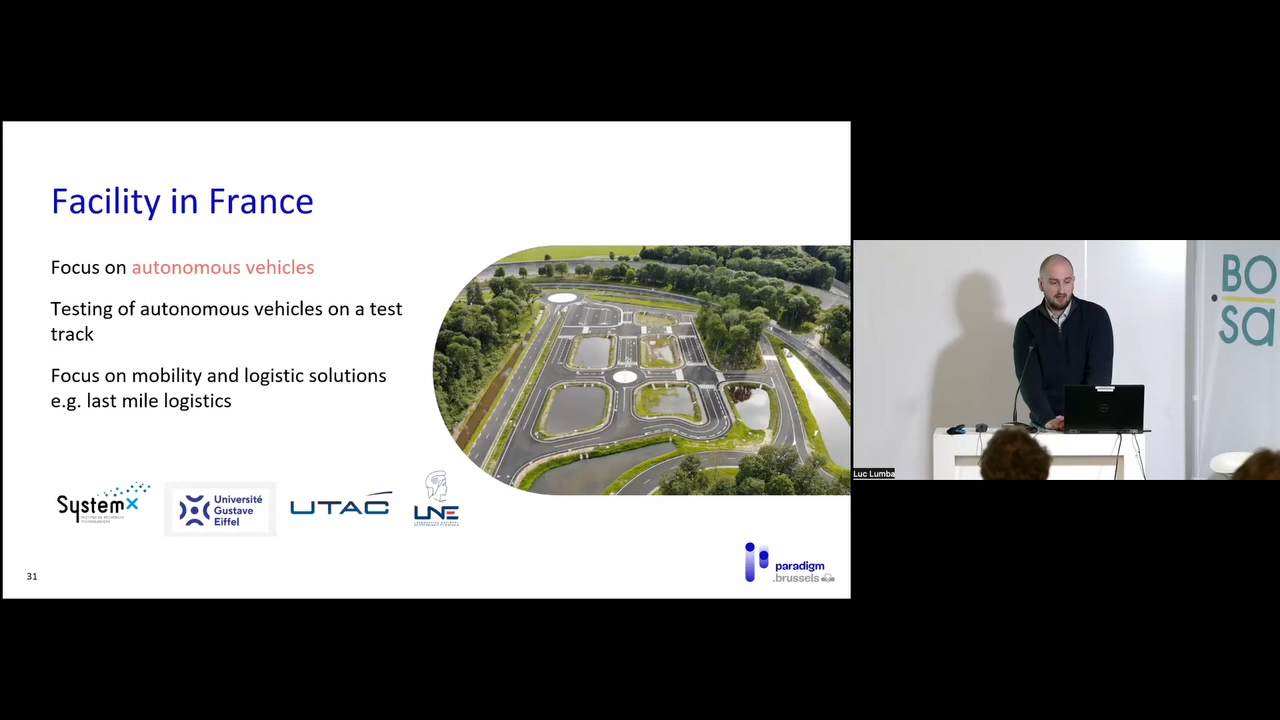 Facility in France
Focus on autonomous vehicles
Testing of autonomous vehicles on a test
track
Focus on mobility and logistic solutions
e.g. last mile logistics
SystemX
Université
Gustave
Eiffel
UTAC
LNE
31
paradigm
.brussels
BO
sa
Luc Lumba